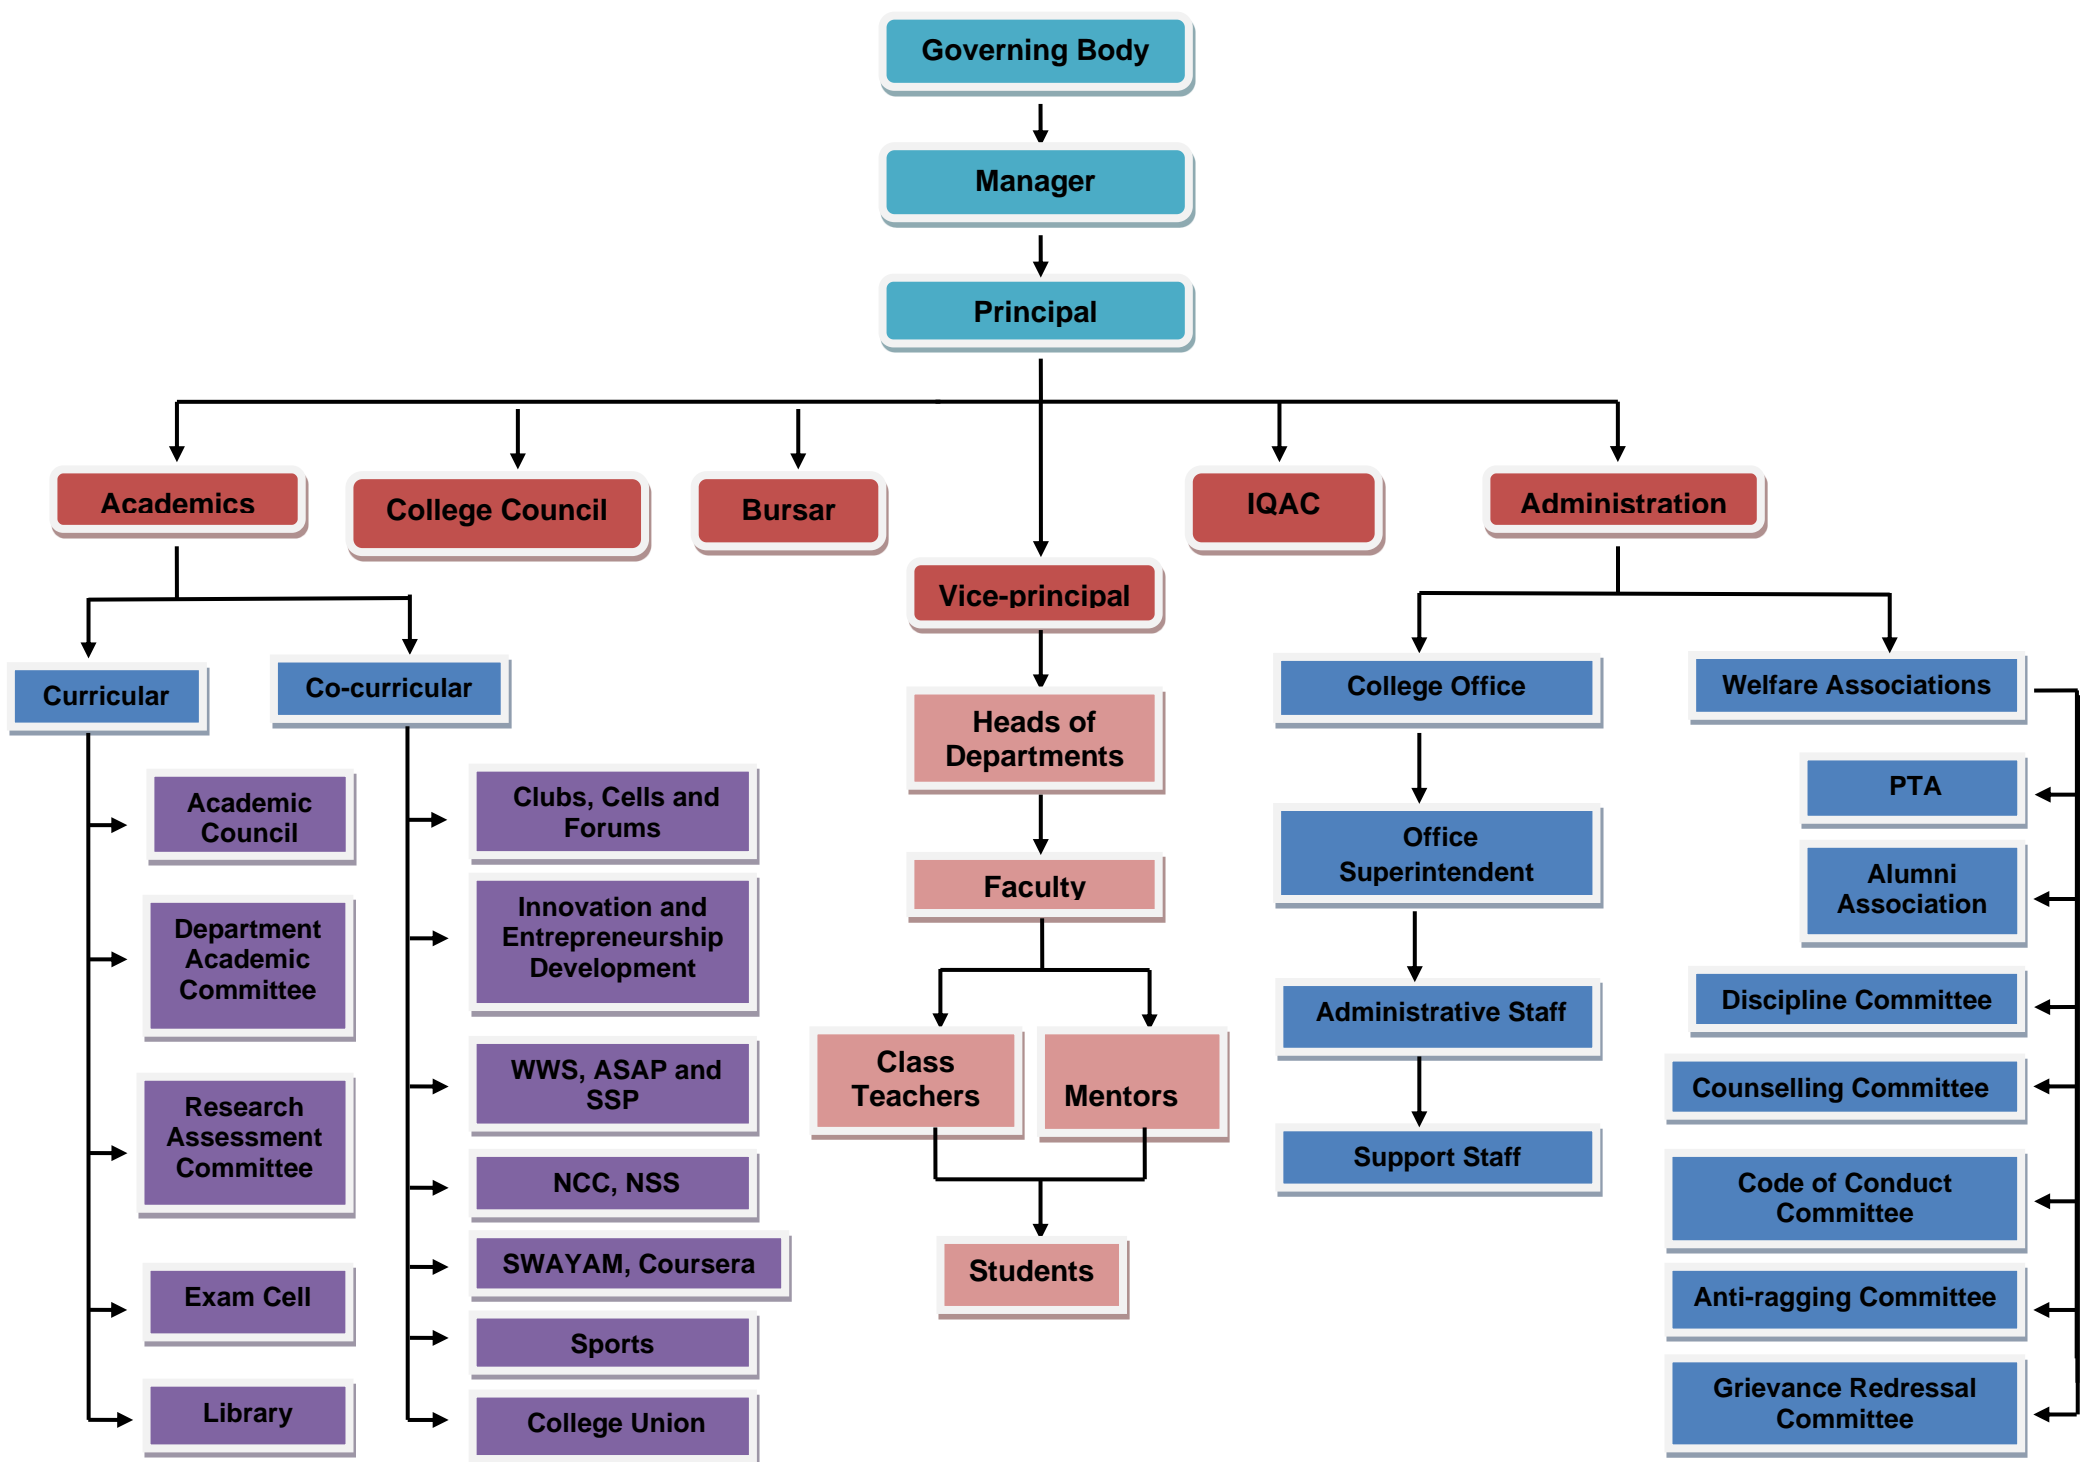 Governing Body
Manager
Principal
Academics
College Council
Bursar
IQAC
Administration
Vice-principal
Curricular
Co-curricular
Heads of
Departments
College Office
Welfare Associations
Academic
Council
Department
Academic
Committee
Research
Assessment
Committee
Exam Cell
Library
Clubs, Cells and
Forums
Innovation and
Entrepreneurship
Development
WWS, ASAP and
SSP
NCC, NSS
SWAYAM, Coursera
Sports
College Union
Faculty
Class
Teachers
Mentors
Students
Office
Superintendent
Administrative Staff
Support Staff
PTA
Alumni
Association
Discipline Committee
Counselling Committee
Code of Conduct
Committee
Anti-ragging Committee
Grievance Redressal
Committee